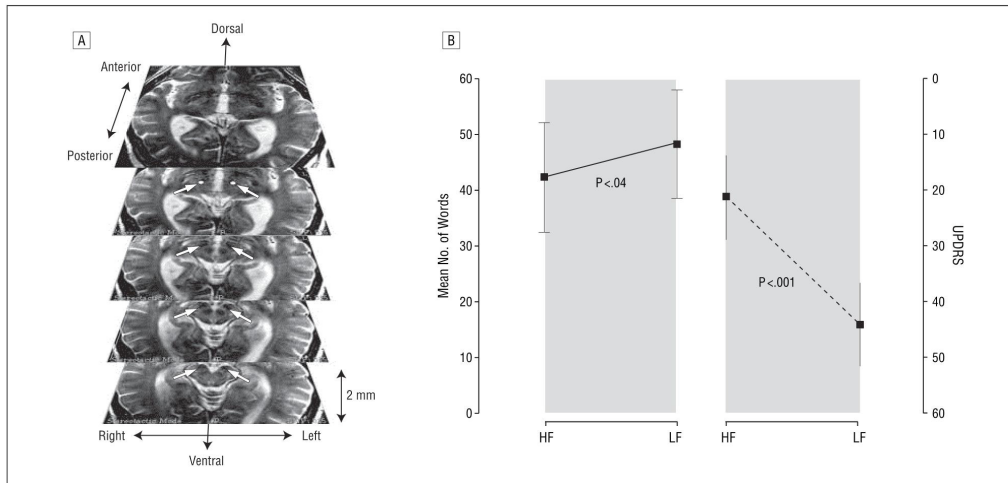 A
Dorsal
Anterior
Posterior
2 mm
Right
Left
Ventral
B
Mean No. of Words
60
50
40
30
20
10
0
P<.04
HF
LF
P<.001
HF
LF
0
10
20
30
40
50
60
UPDRS